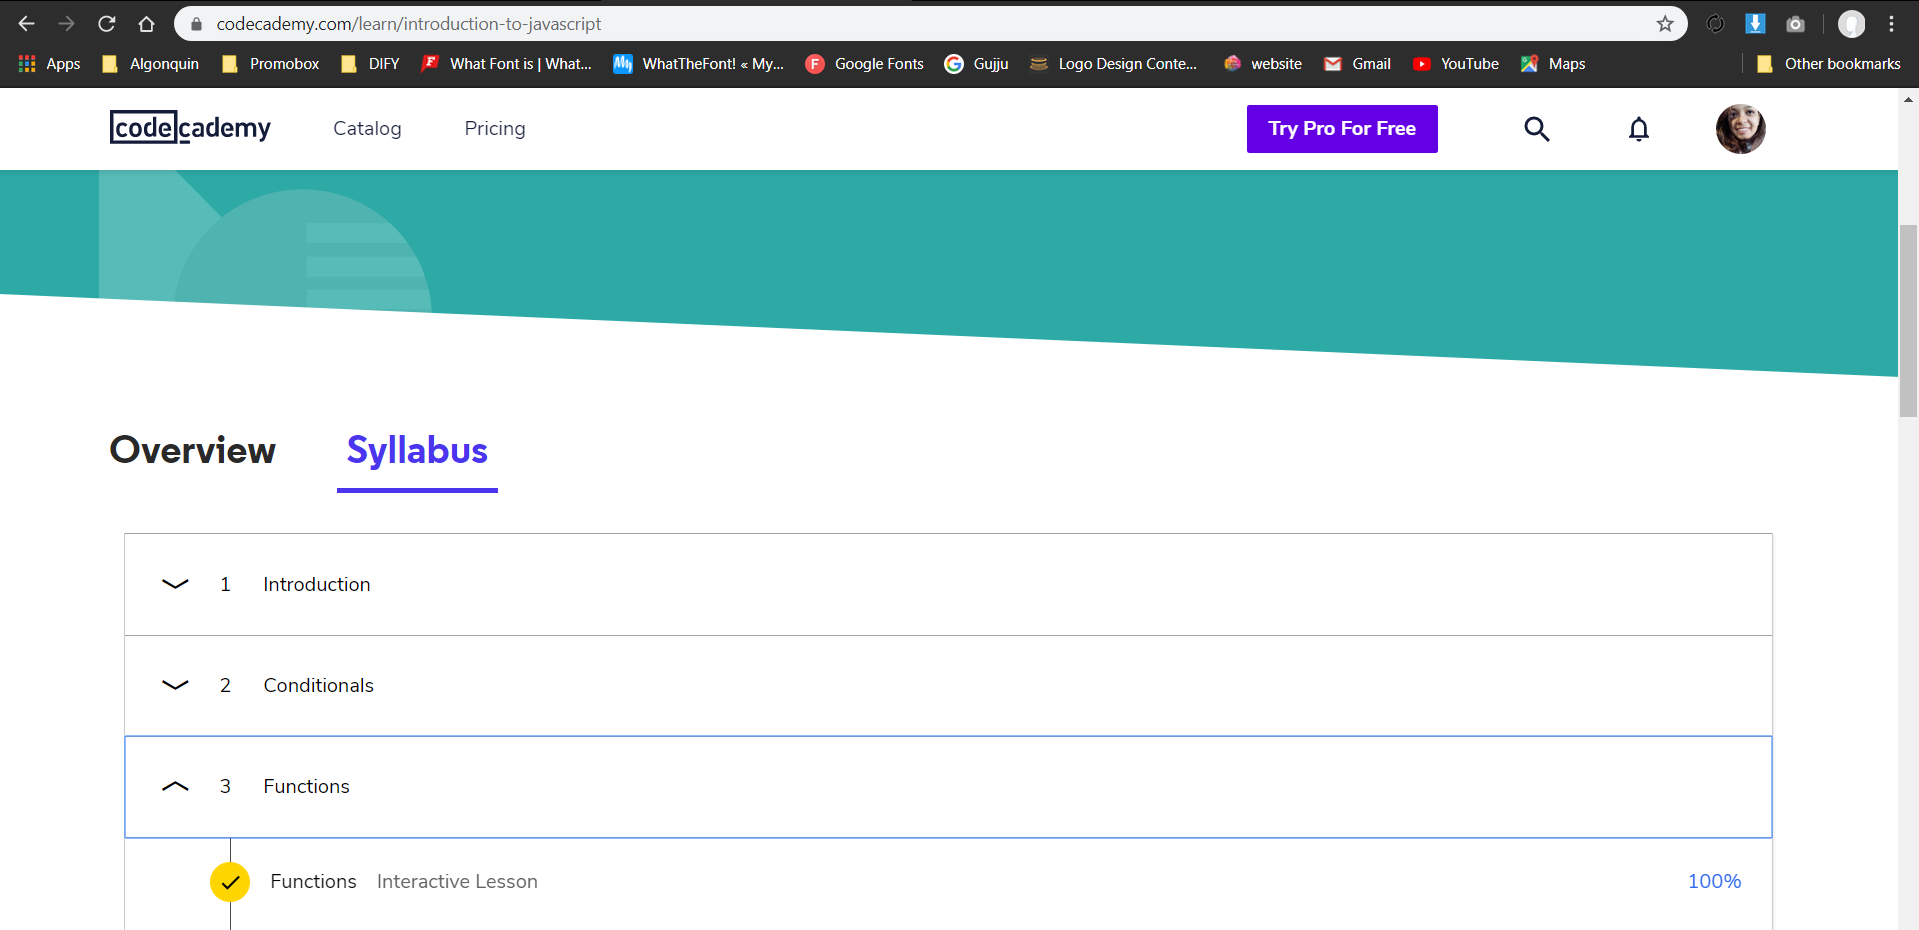 codecademy.com/learn/introduction-to-javascript
Apps Algonquin Promobox DIFY What Font is | What... WhatTheFont! « My... Google Fonts Gujju Logo Design Conte... website Gmail YouTube Maps Other bookmarks
codecademy Catalog Pricing Try Pro For Free
Overview Syllabus
1 Introduction
2 Conditionals
3 Functions
Functions Interactive Lesson 100%